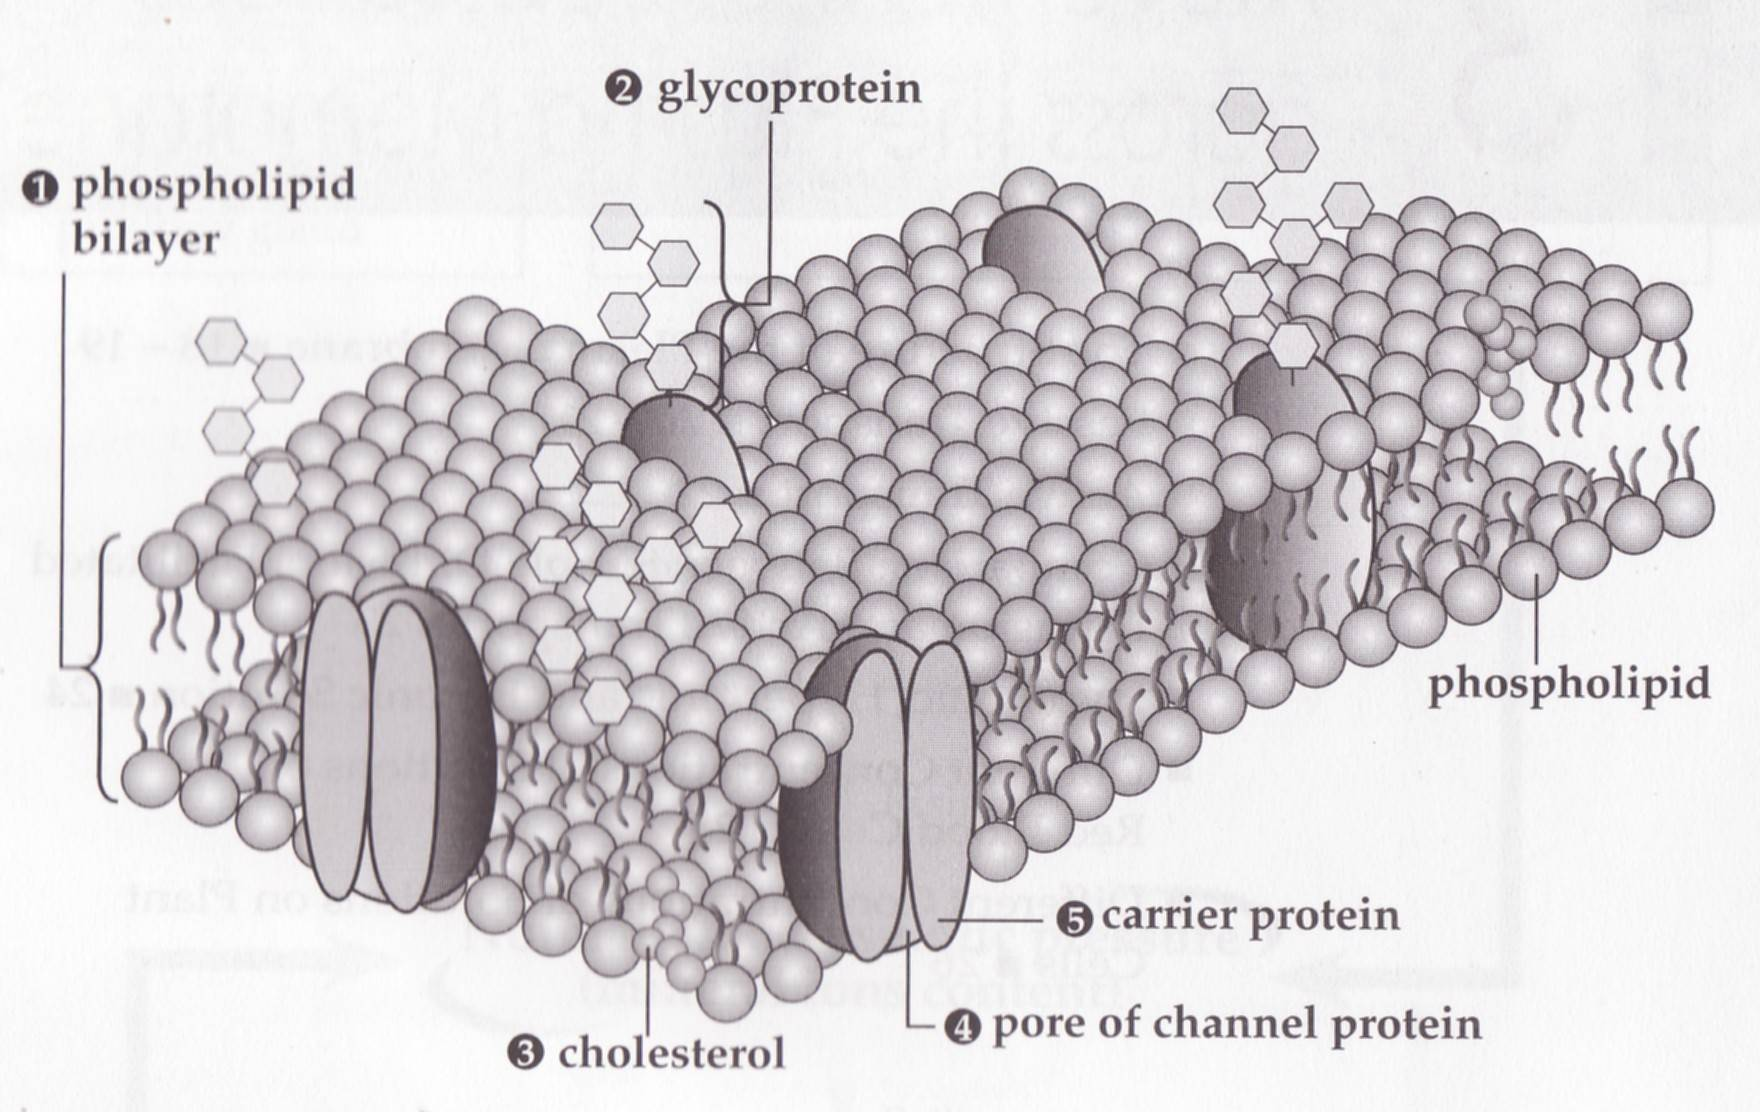 ❷ glycoprotein
❶ phospholipid
bilayer
phospholipid
❺ carrier protein
❹ pore of channel protein
❸ cholesterol